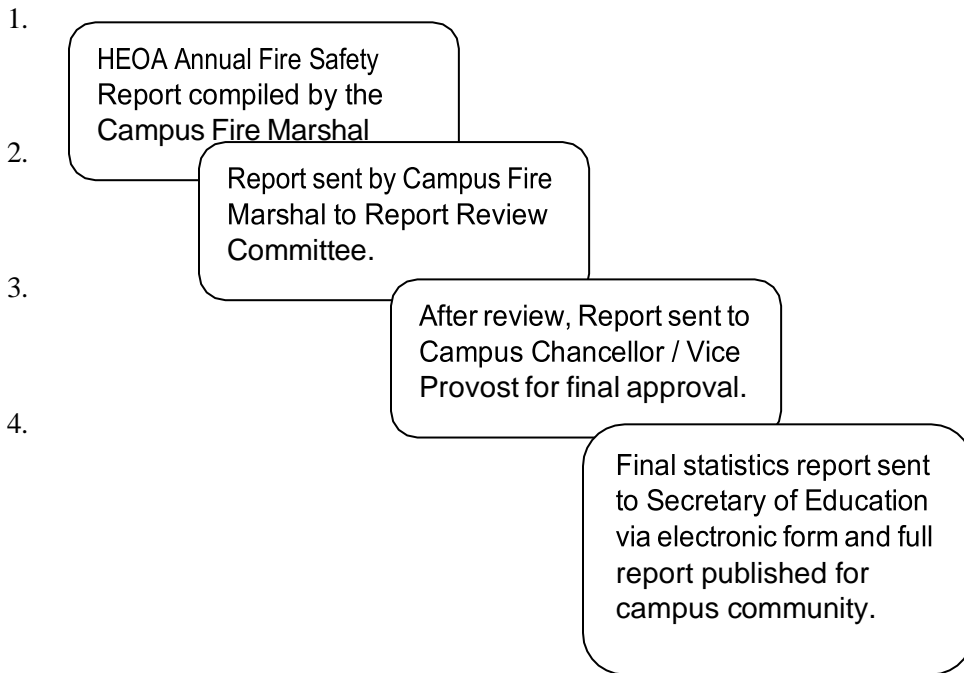 1.
HEOA Annual Fire Safety
Report compiled by the
Campus Fire Marshal
2.
Report sent by Campus Fire
Marshal to Report Review
Committee.
3.
After review, Report sent to
Campus Chancellor / Vice
Provost for final approval.
4.
Final statistics report sent
to Secretary of Education
via electronic form and full
report published for
campus community.